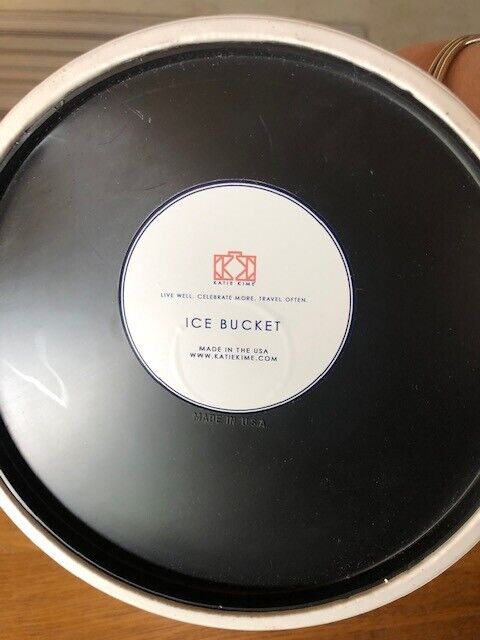 KATIE KIME
LIVE WELL. CELEBRATE MORE. TRAVEL OFTEN.
ICE BUCKET
MADE IN THE USA
WWW.KATIEKIME.COM
MADE IN U.S.A.